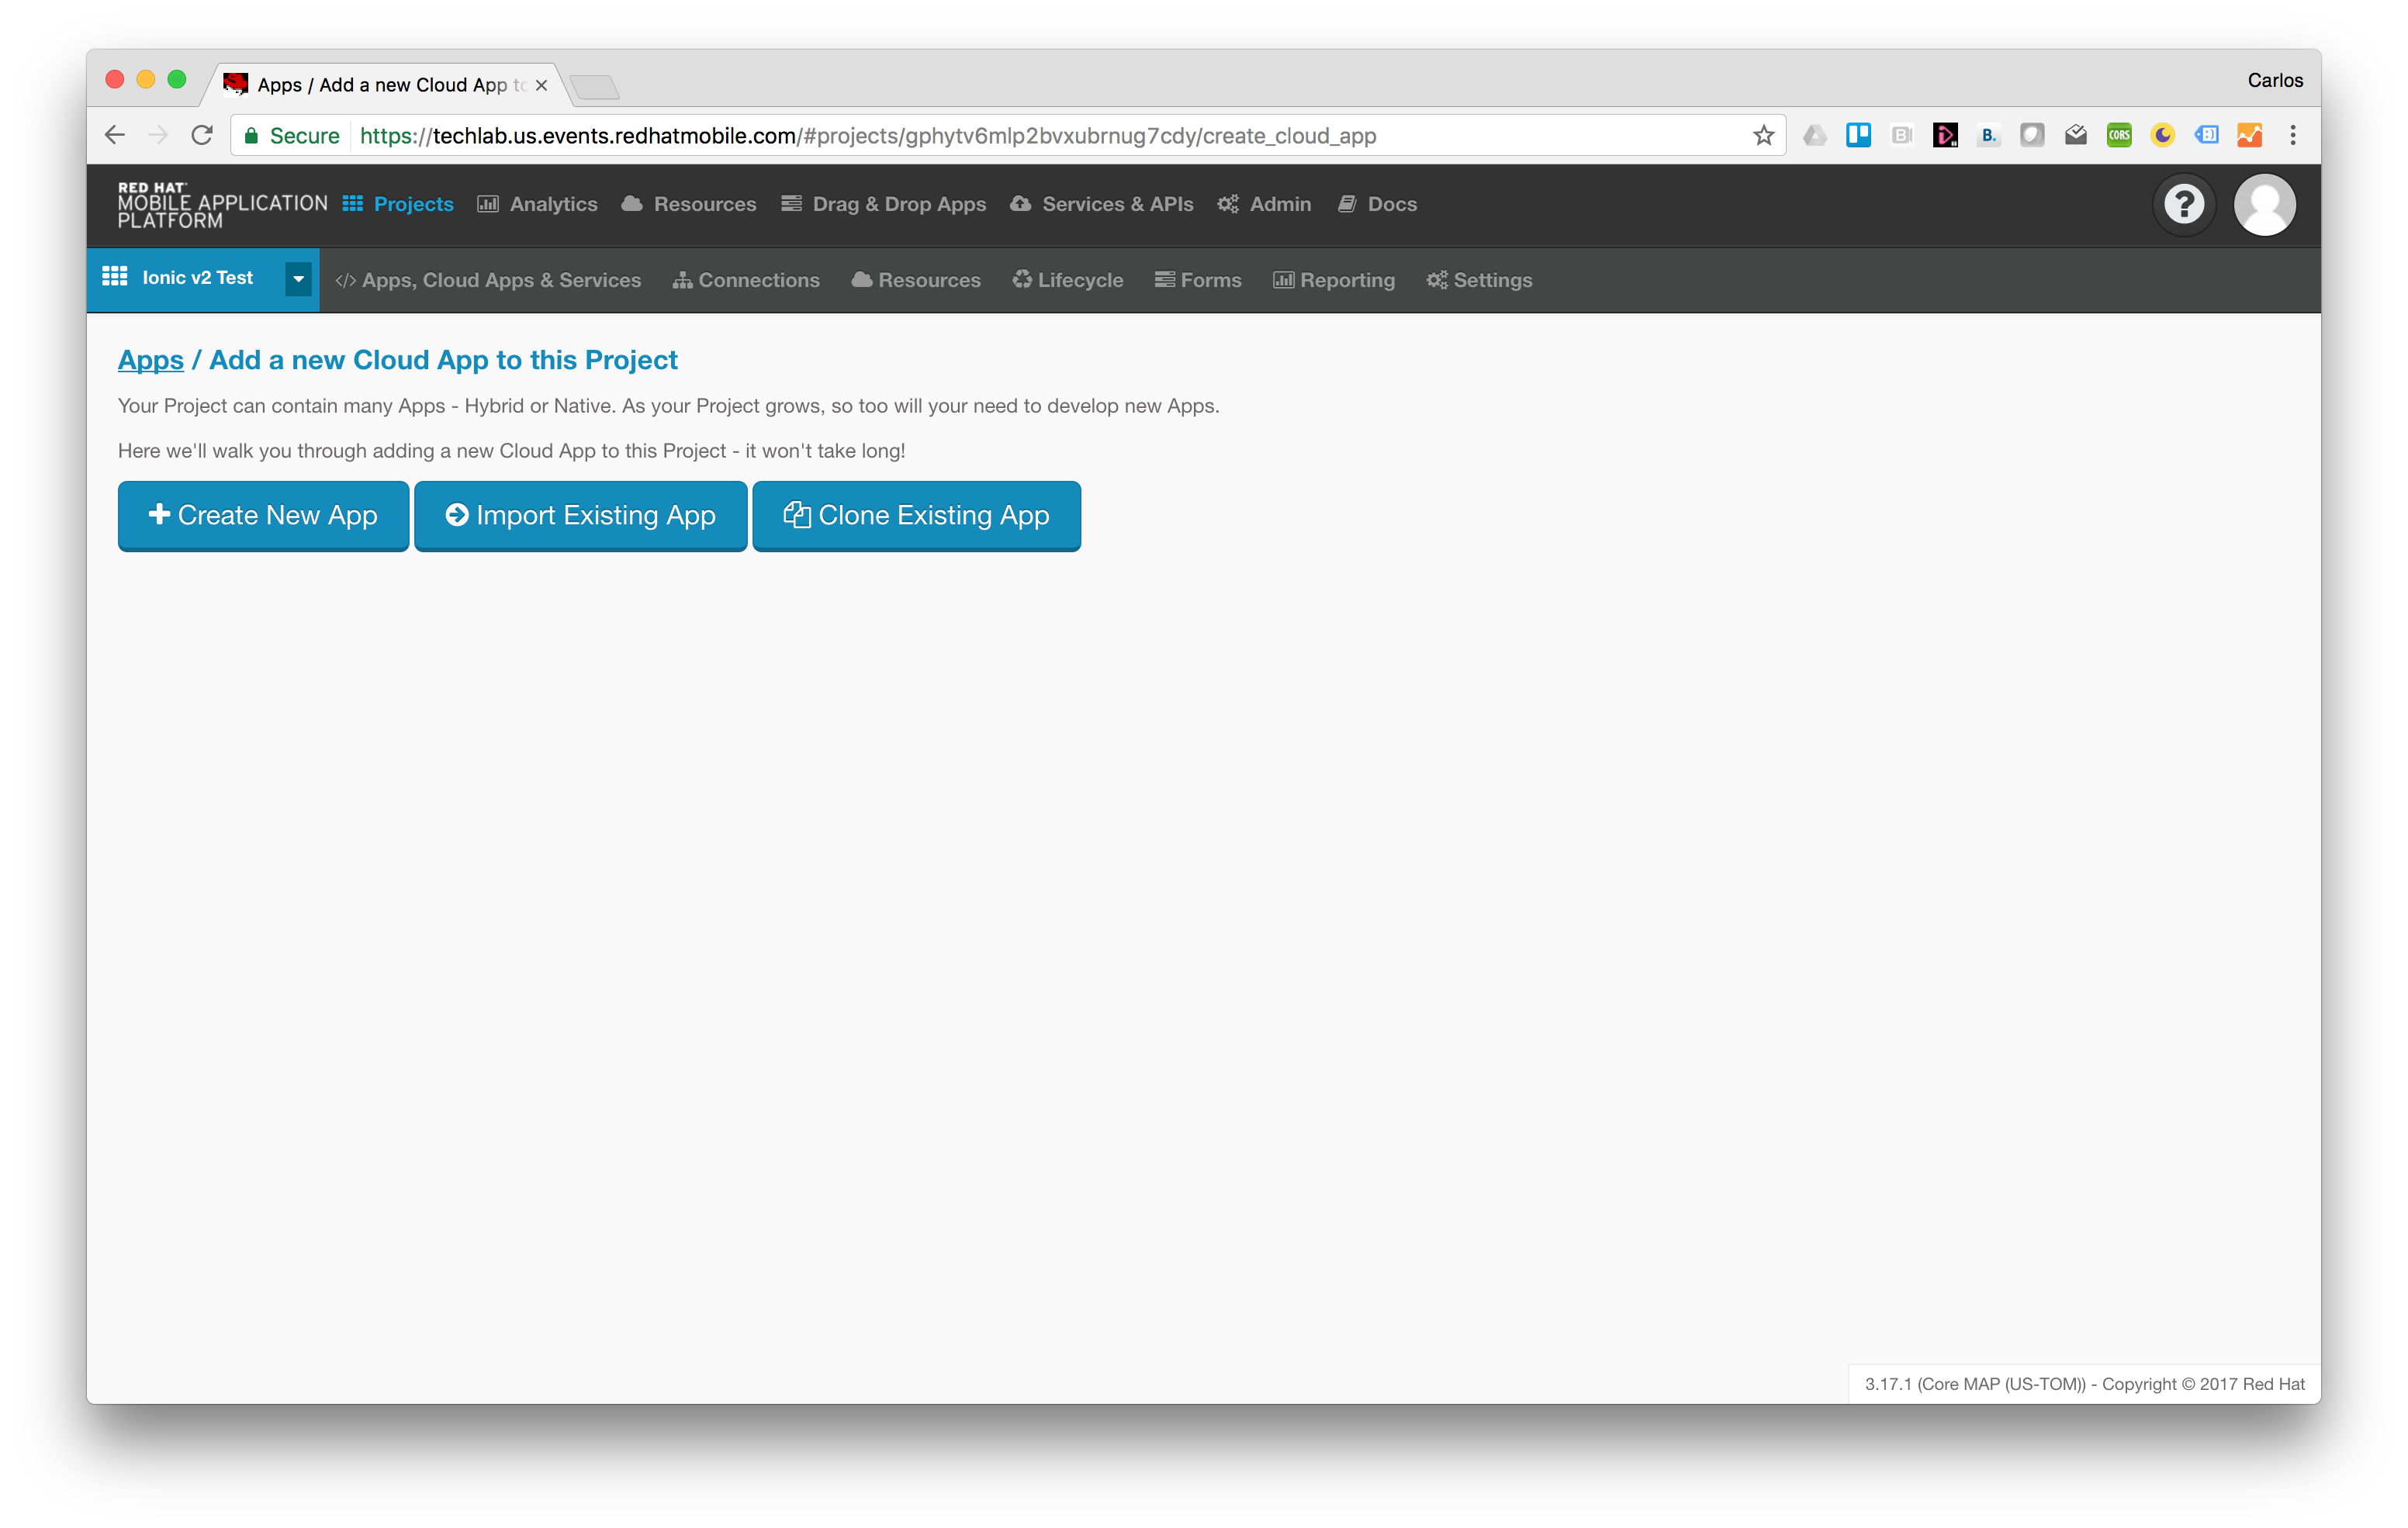 Apps / Add a new Cloud App to
Carlos
Secure https://techlab.us.events.redhatmobile.com/#projects/gphytv6mlp2bvxubrnug7cdy/create_cloud_app
B.
CORS
RED HAT
MOBILE APPLICATION
PLATFORM
Projects Analytics Resources Drag & Drop Apps Services & APIs Admin Docs
?
Ionic v2 Test </> Apps, Cloud Apps & Services Connections Resources Lifecycle Forms Reporting Settings
Apps / Add a new Cloud App to this Project
Your Project can contain many Apps - Hybrid or Native. As your Project grows, so too will your need to develop new Apps.
Here we'll walk you through adding a new Cloud App to this Project - it won't take long!
Create New App Import Existing App Clone Existing App
3.17.1 (Core MAP (US-TOM)) - Copyright © 2017 Red Hat